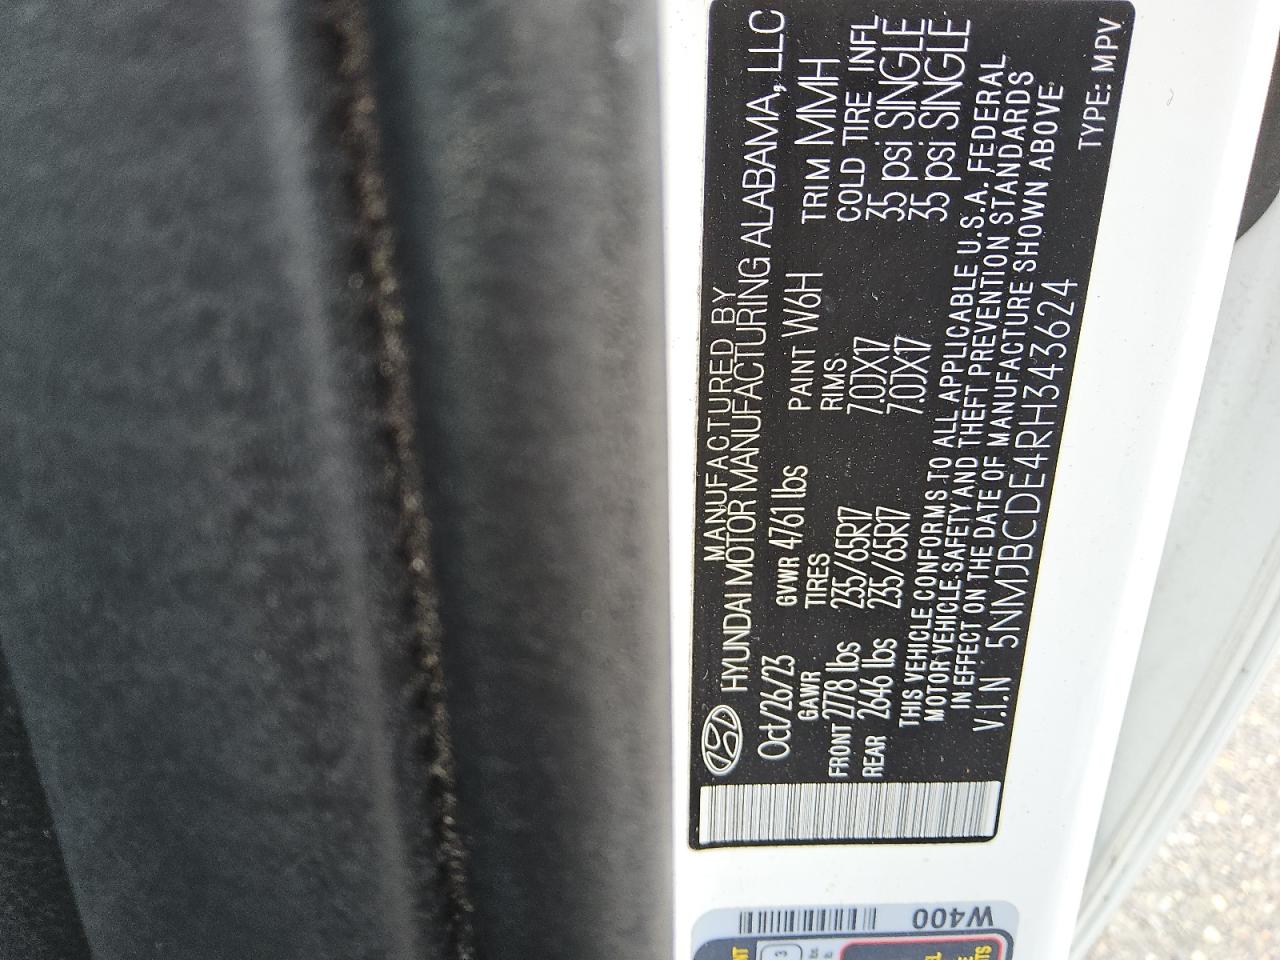 MANUFACTURED BY
HYUNDAI MOTOR MANUFACTURING ALABAMA, LLC
Oct/26/23 GVWR 4761 lbs PAINT W6H TRIM MMH
GAWR TIRES RIMS COLD TIRE INFL
FRONT 2778 lbs 235/65R17 7.0JX17 35 psi SINGLE
REAR 2646 lbs 235/65R17 7.0JX17 35 psi SINGLE
THIS VEHICLE CONFORMS TO ALL APPLICABLE U.S.A. FEDERAL
MOTOR VEHICLE SAFETY AND THEFT PREVENTION STANDARDS
IN EFFECT ON THE DATE OF MANUFACTURE SHOWN ABOVE
V.I.N 5NMJBCDE4RH343624
TYPE: MPV
W400